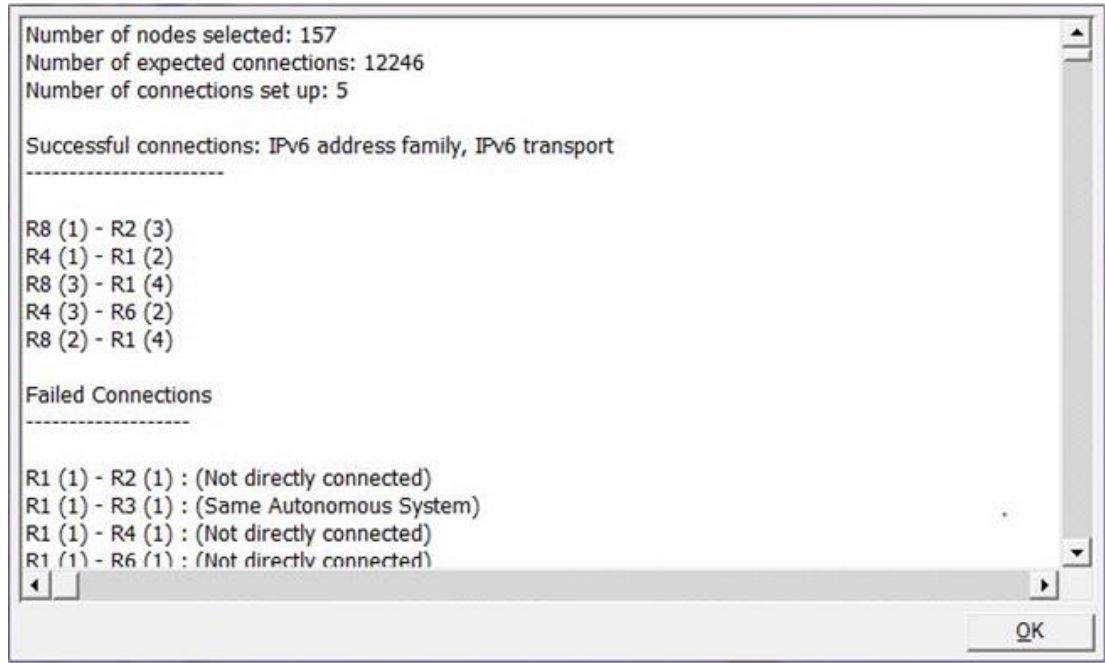 Number of nodes selected: 157
Number of expected connections: 12246
Number of connections set up: 5
Successful connections: IPv6 address family, IPv6 transport
-----------------------
R8 (1) - R2 (3)
R4 (1) - R1 (2)
R8 (3) - R1 (4)
R4 (3) - R6 (2)
R8 (2) - R1 (4)
Failed Connections
-------------------
R1 (1) - R2 (1) : (Not directly connected)
R1 (1) - R3 (1) : (Same Autonomous System)
R1 (1) - R4 (1) : (Not directly connected)
R1 (1) - R6 (1) : (Not directly connected)
OK